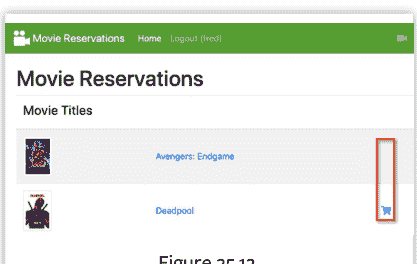 Movie Reservations Home Logout (fred)
Movie Reservations
Movie Titles
Avengers: Endgame
Deadpool